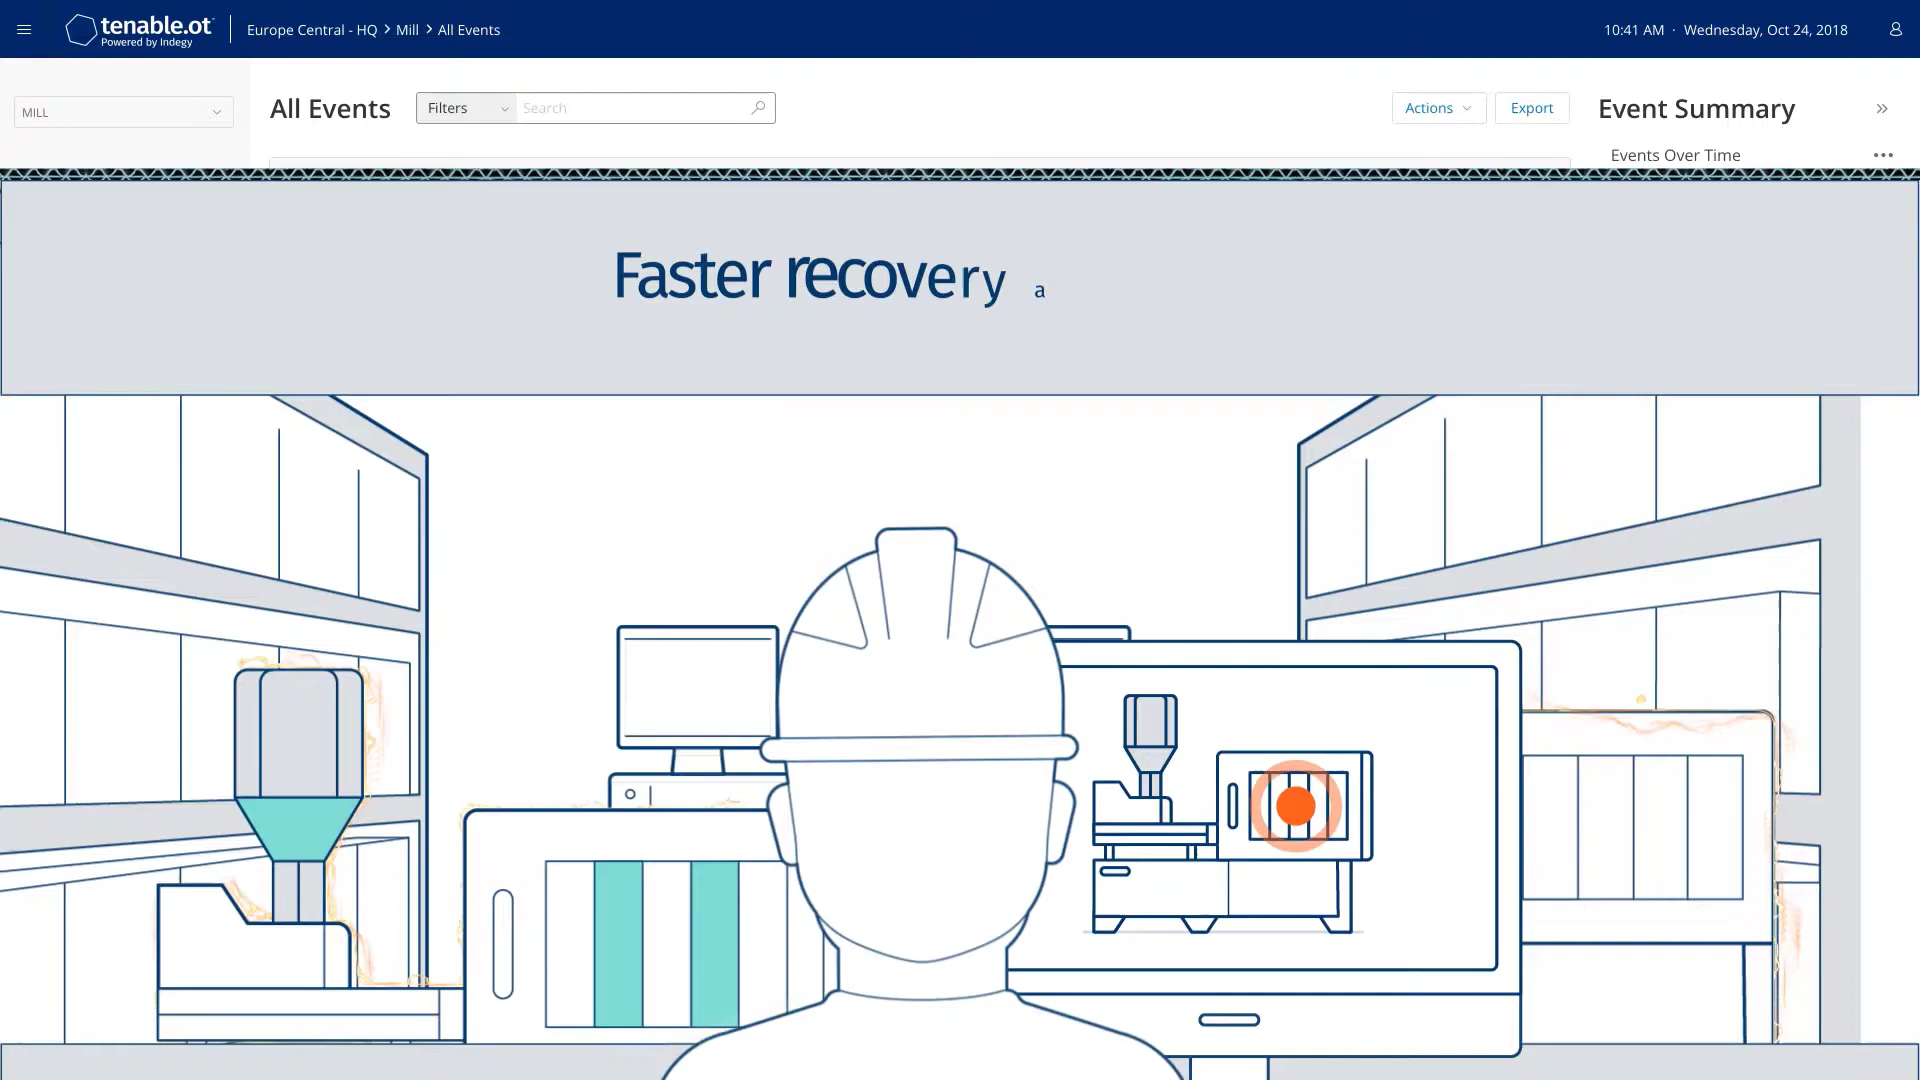 tenable.ot
Powered by Indegy
Europe Central - HQ > Mill > All Events
10:41 AM · Wednesday, Oct 24, 2018
MILL
All Events
Filters
Search
Actions
Export
Event Summary
Events Over Time
Faster recovery a